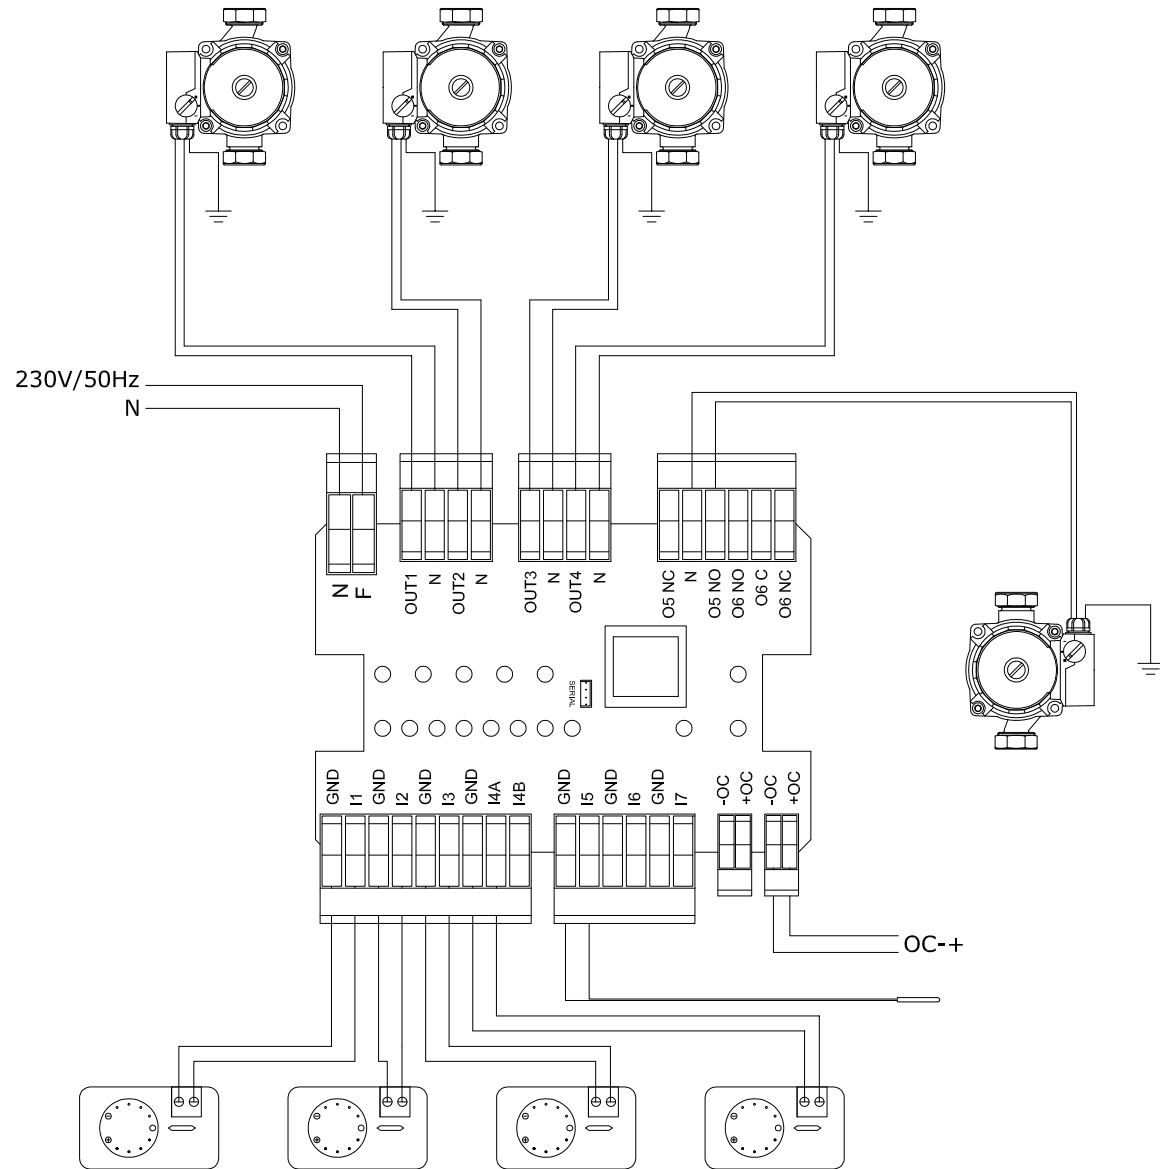 230V/50Hz
N
N
F
OUT1
N
OUT2
N
OUT3
N
OUT4
N
O5 NC
N
O5 NO
O6 NO
O6 C
O6 NC
SERIAL
GND
I1
GND
I2
GND
I3
GND
I4A
I4B
GND
I5
GND
I6
GND
I7
-OC
+OC
-OC
+OC
OC-+